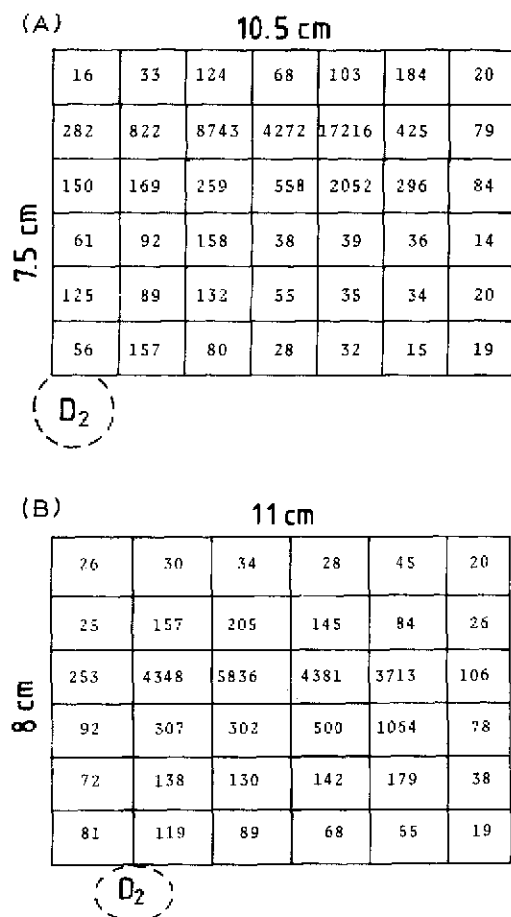 (A) 10.5 cm
16 33 124 68 103 184 20
282 822 8743 4272 17216 425 79
150 169 259 558 2052 296 84
7.5 cm
61 92 158 38 39 36 14
125 89 132 55 35 34 20
56 157 80 28 32 15 19
D2
(B) 11 cm
26 30 34 28 45 20
25 157 205 145 84 26
253 4348 5836 4381 3713 106
8 cm
92 307 302 500 1054 78
72 138 130 142 179 38
81 119 89 68 55 19
D2